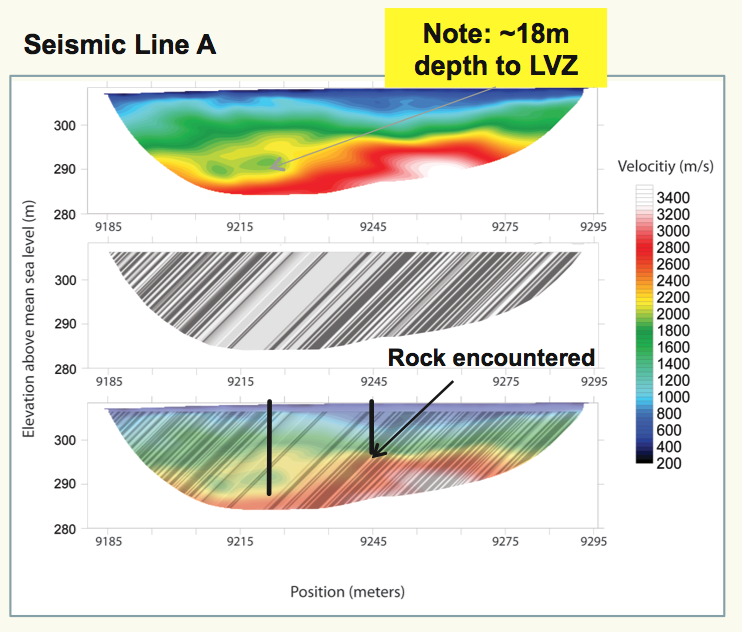 Seismic Line A
Note: ~18m
depth to LVZ
300
290
280
9185 9215 9245 9275 9295
Elevation above mean sea level (m)
300
290
280
9185 9215 9245 9275 9295
Rock encountered
300
290
280
9185 9215 9245 9275 9295
Position (meters)
Velocitiy (m/s)
3400
3200
3000
2800
2600
2400
2200
2000
1800
1600
1400
1200
1000
800
600
400
200